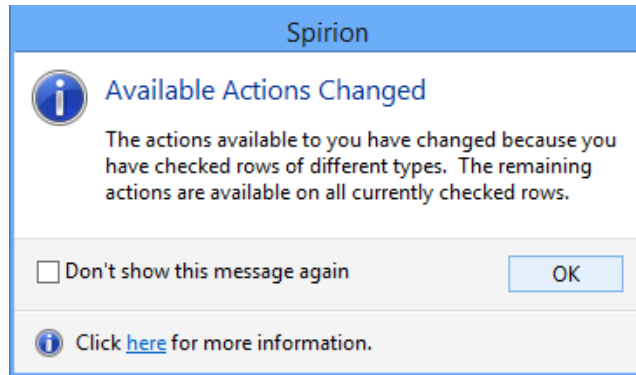 Spirion
Available Actions Changed
The actions available to you have changed because you
have checked rows of different types.  The remaining
actions are available on all currently checked rows.
Don't show this message again
OK
Click here for more information.